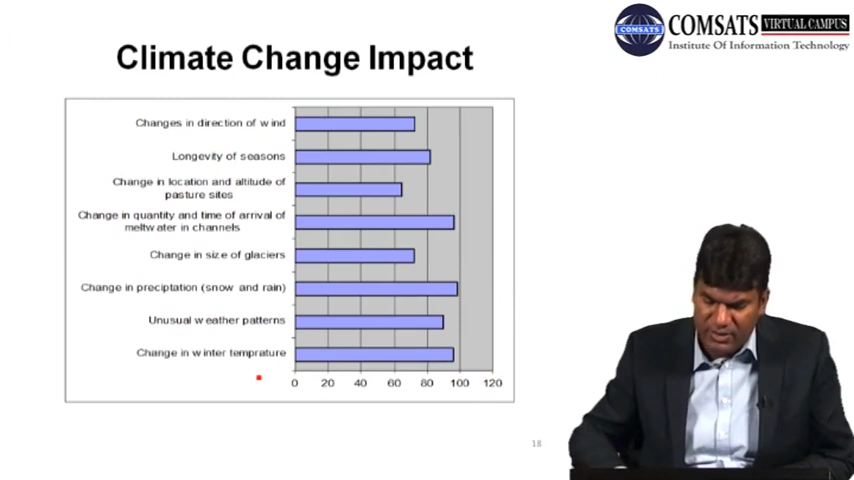 COMSATS
COMSATS VIRTUAL CAMPUS
Institute Of Information Technology
Climate Change Impact
Changes in direction of wind
Longevity of seasons
Change in location and altitude of
pasture sites
Change in quantity and time of arrival of
meltwater in channels
Change in size of glaciers
Change in preciptation (snow and rain)
Unusual weather patterns
Change in winter temprature
0 20 40 60 80 100 120
18